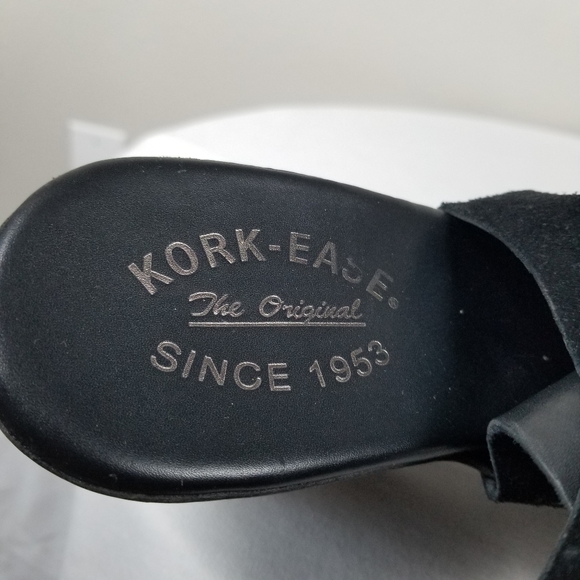 KORK-EASE®
The Original
SINCE 1953